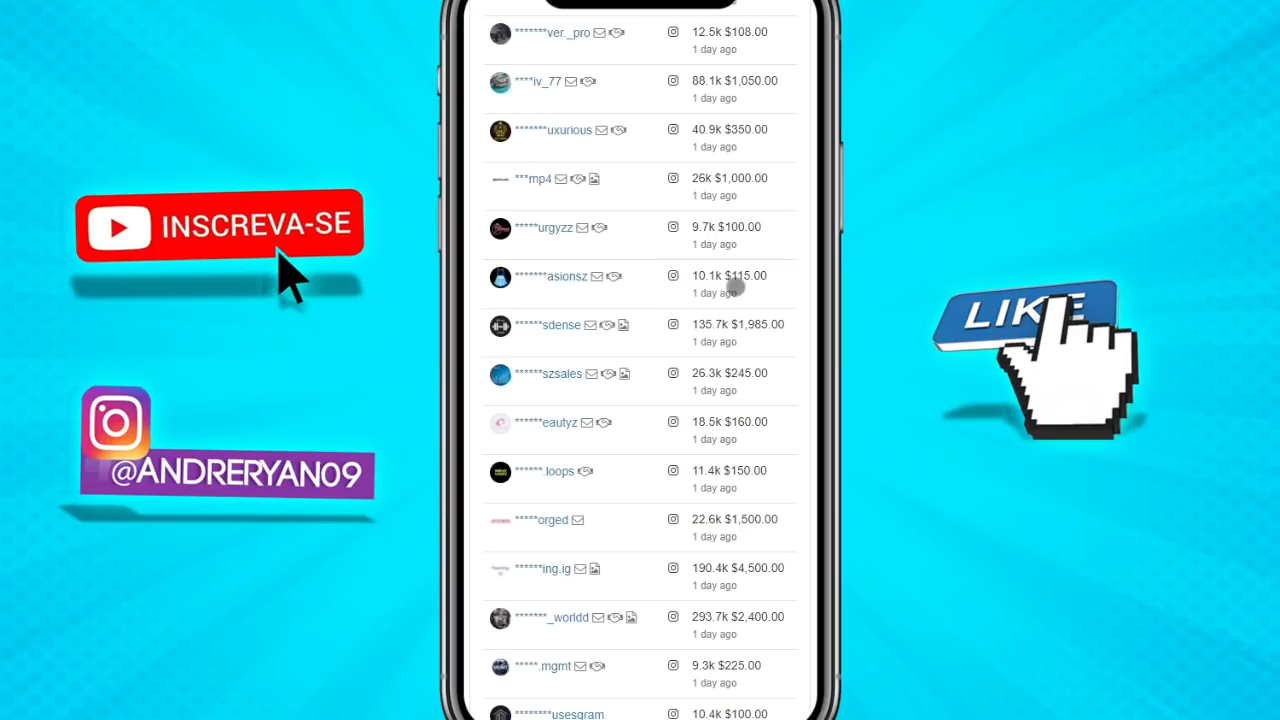 *******ver._pro 12.5k $108.00
1 day ago
****iv_77 88.1k $1,050.00
1 day ago
*******uxurious 40.9k $350.00
1 day ago
***mp4 26k $1,000.00
1 day ago
*****urgyzz 9.7k $100.00
1 day ago
*******asionsz 10.1k $115.00
1 day ago
******sdense 135.7k $1,985.00
1 day ago
******szsales 26.3k $245.00
1 day ago
******eautyz 18.5k $160.00
1 day ago
******.loops 11.4k $150.00
1 day ago
*****orged 22.6k $1,500.00
1 day ago
******ing.ig 190.4k $4,500.00
1 day ago
*******_worldd 293.7k $2,400.00
1 day ago
*****.mgmt 9.3k $225.00
1 day ago
********usesgram 10.4k $100.00
INSCREVA-SE
@ANDRERYAN09
LIKE